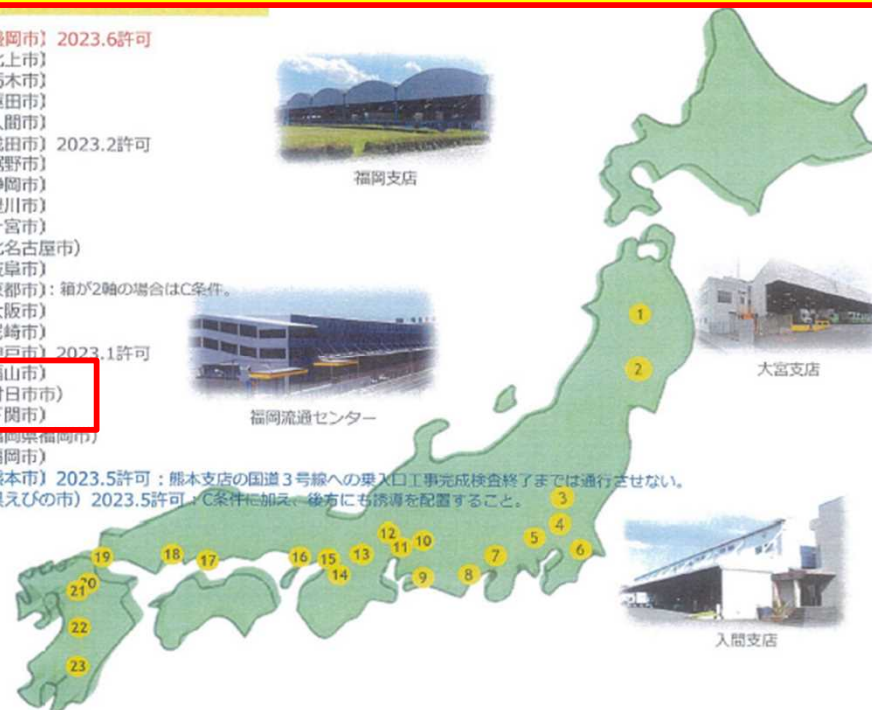 岡市】2023.6許可
上市】
木市】
田市】
間市】
田市】2023.2許可
野市】
岡市】
川市】
宮市】
名古屋市）
阜市】
都市】：箱が2軸の場合はC条件。
阪市】
崎市】
戸市】2023.1許可
山市】
日市市）
関市】
岡県福岡市）
岡市）
本市）2023.5許可：熊本支店の国道３号線への乗入口工事完成検査終了までは通行させない。
えびの市）2023.5許可：C条件に加え、後方にも誘導を配置すること。
福岡支店
福岡流通センター
大宮支店
入間支店
1
2
3
4
5
6
7
8
9
10
11
12
13
14
15
16
17
18
19
20
21
22
23